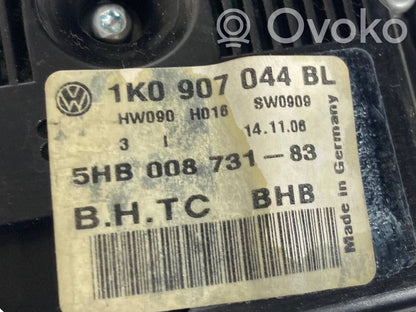 Ovoko
1K0 907 044 BL
HW090 H016 SW0909
3 I 14.11.06
5HB 008 731-83
B.H.TC BHB
Made in Germany